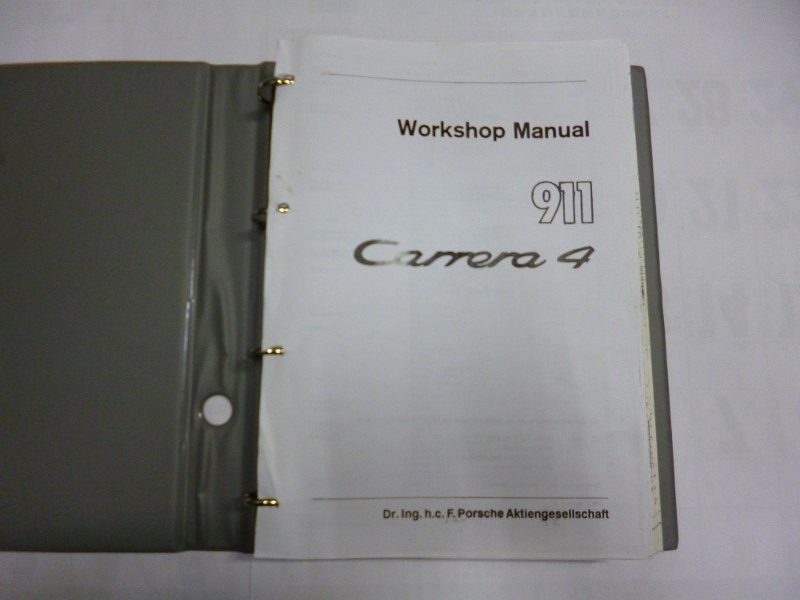 Workshop Manual
911
Carrera 4
Dr. Ing. h.c. F. Porsche Aktiengesellschaft